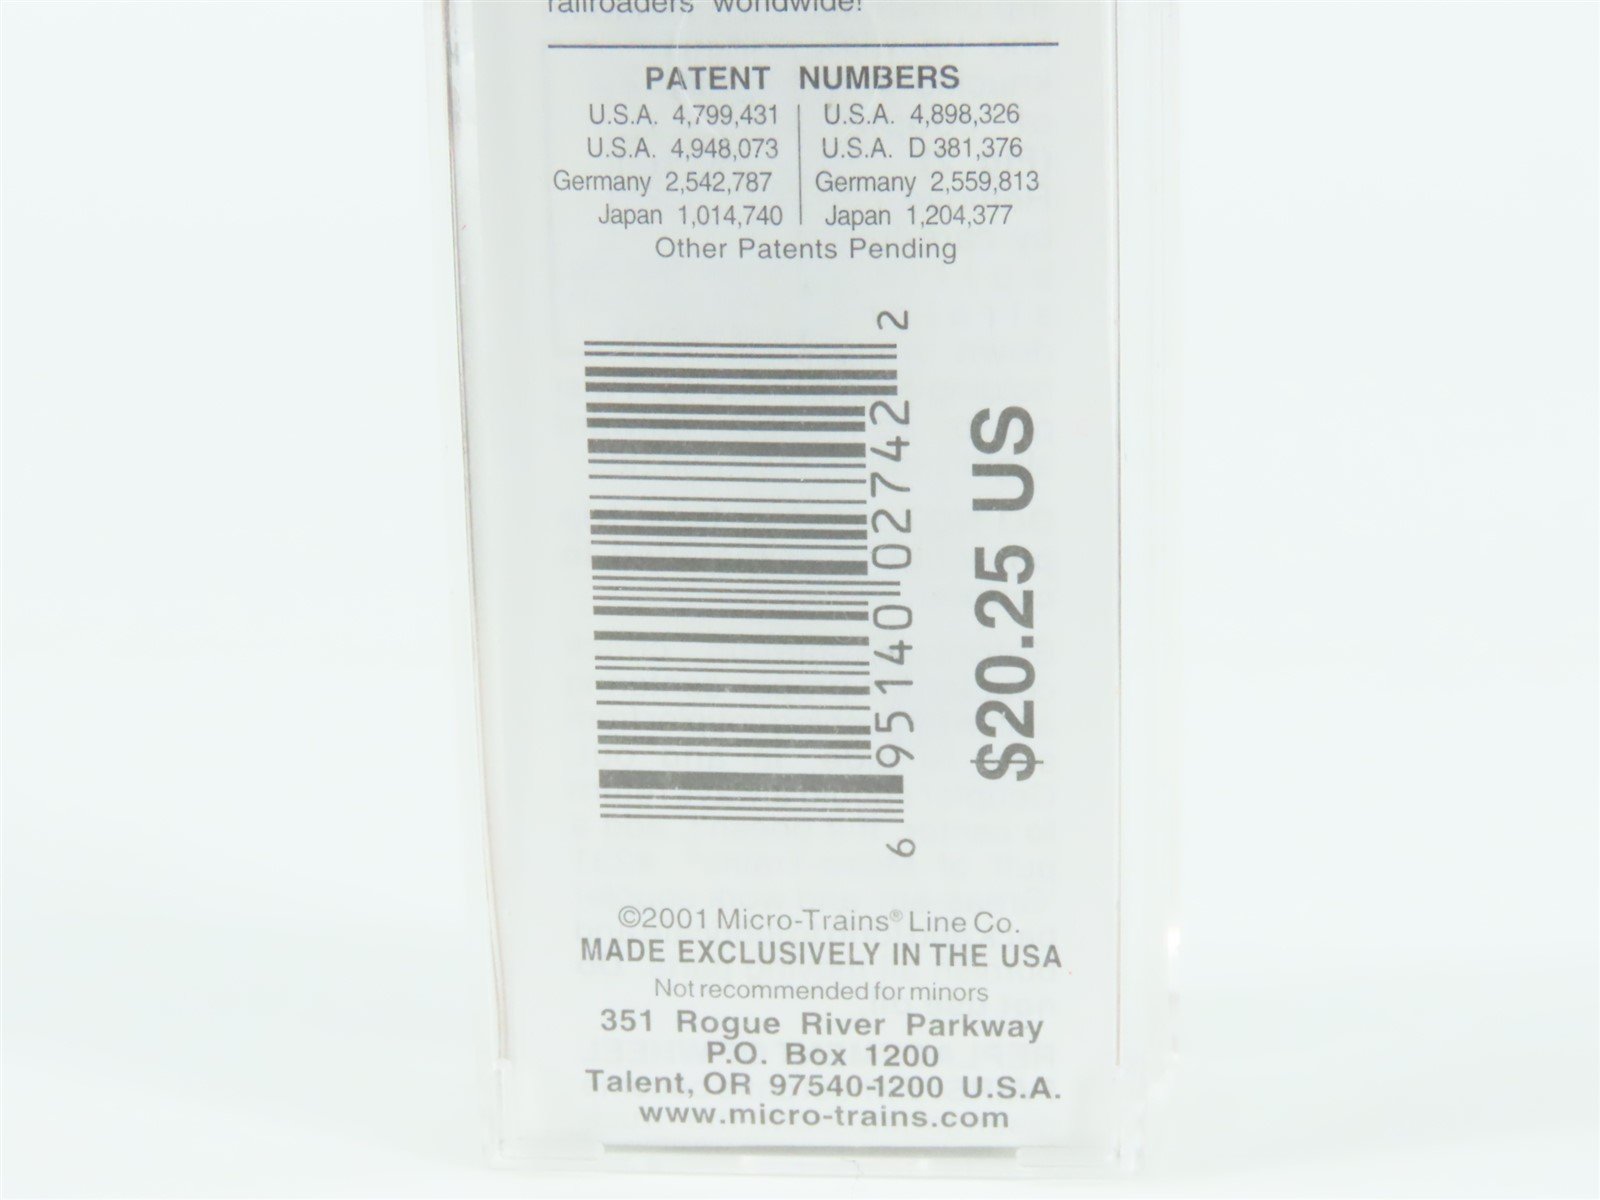 railroaders worldwide!
PATENT NUMBERS
U.S.A. 4,799,431 U.S.A. 4,898,326
U.S.A. 4,948,073 U.S.A. D 381,376
Germany 2,542,787 Germany 2,559,813
Japan 1,014,740 Japan 1,204,377
Other Patents Pending
6 95140 02742 2
$20.25 US
©2001 Micro-Trains® Line Co.
MADE EXCLUSIVELY IN THE USA
Not recommended for minors
351 Rogue River Parkway
P.O. Box 1200
Talent, OR 97540-1200 U.S.A.
www.micro-trains.com